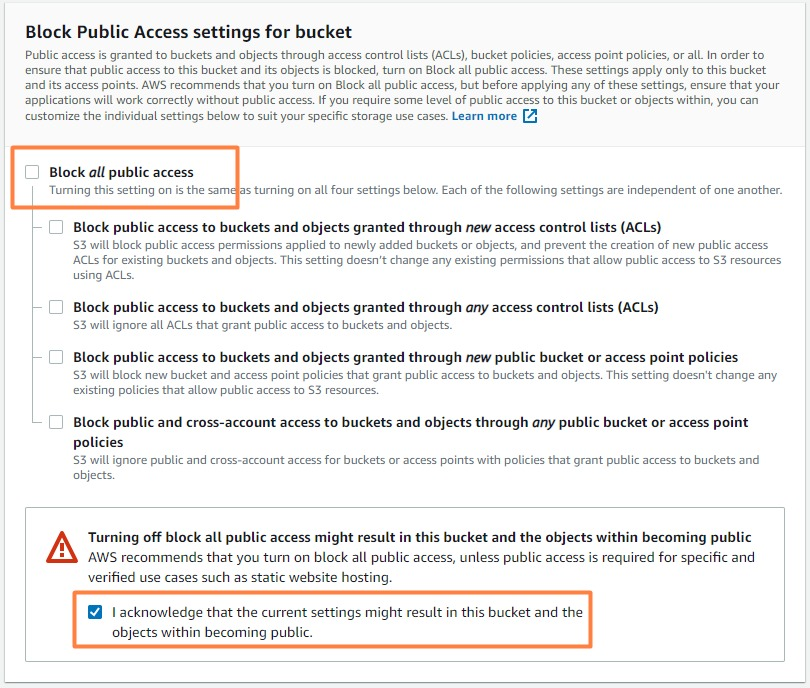 Block Public Access settings for bucket
Public access is granted to buckets and objects through access control lists (ACLs), bucket policies, access point policies, or all. In order to
ensure that public access to this bucket and its objects is blocked, turn on Block all public access. These settings apply only to this bucket
and its access points. AWS recommends that you turn on Block all public access, but before applying any of these settings, ensure that your
applications will work correctly without public access. If you require some level of public access to this bucket or objects within, you can
customize the individual settings below to suit your specific storage use cases. Learn more
Block all public access
Turning this setting on is the same as turning on all four settings below. Each of the following settings are independent of one another.
Block public access to buckets and objects granted through new access control lists (ACLs)
S3 will block public access permissions applied to newly added buckets or objects, and prevent the creation of new public access
ACLs for existing buckets and objects. This setting doesn't change any existing permissions that allow public access to S3 resources
using ACLs.
Block public access to buckets and objects granted through any access control lists (ACLs)
S3 will ignore all ACLs that grant public access to buckets and objects.
Block public access to buckets and objects granted through new public bucket or access point policies
S3 will block new bucket and access point policies that grant public access to buckets and objects. This setting doesn't change any
existing policies that allow public access to S3 resources.
Block public and cross-account access to buckets and objects through any public bucket or access point
policies
S3 will ignore public and cross-account access for buckets or access points with policies that grant public access to buckets and
objects.
Turning off block all public access might result in this bucket and the objects within becoming public
AWS recommends that you turn on block all public access, unless public access is required for specific and
verified use cases such as static website hosting.
I acknowledge that the current settings might result in this bucket and the
objects within becoming public.